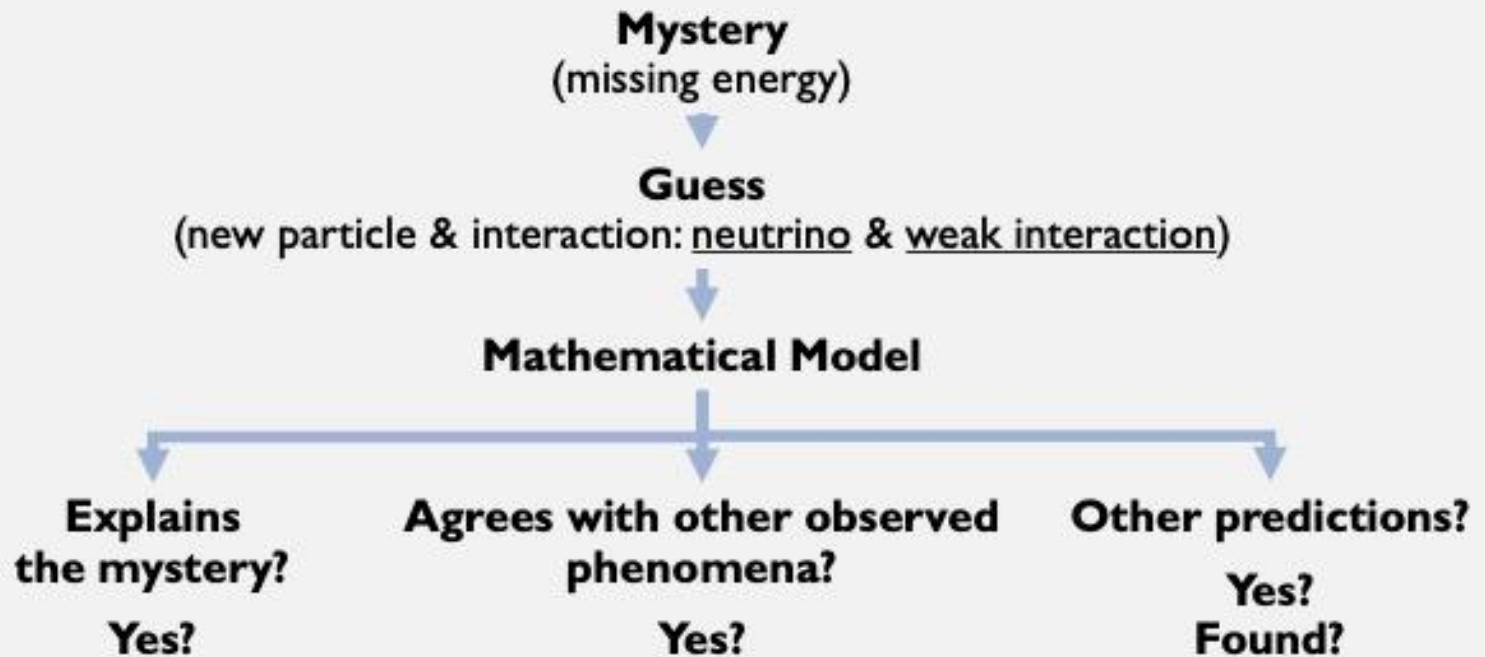 Mystery
(missing energy)
Guess
(new particle & interaction: neutrino & weak interaction)
Mathematical Model
Explains
the mystery?
Yes?
Agrees with other observed
phenomena?
Yes?
Other predictions?
Yes?
Found?